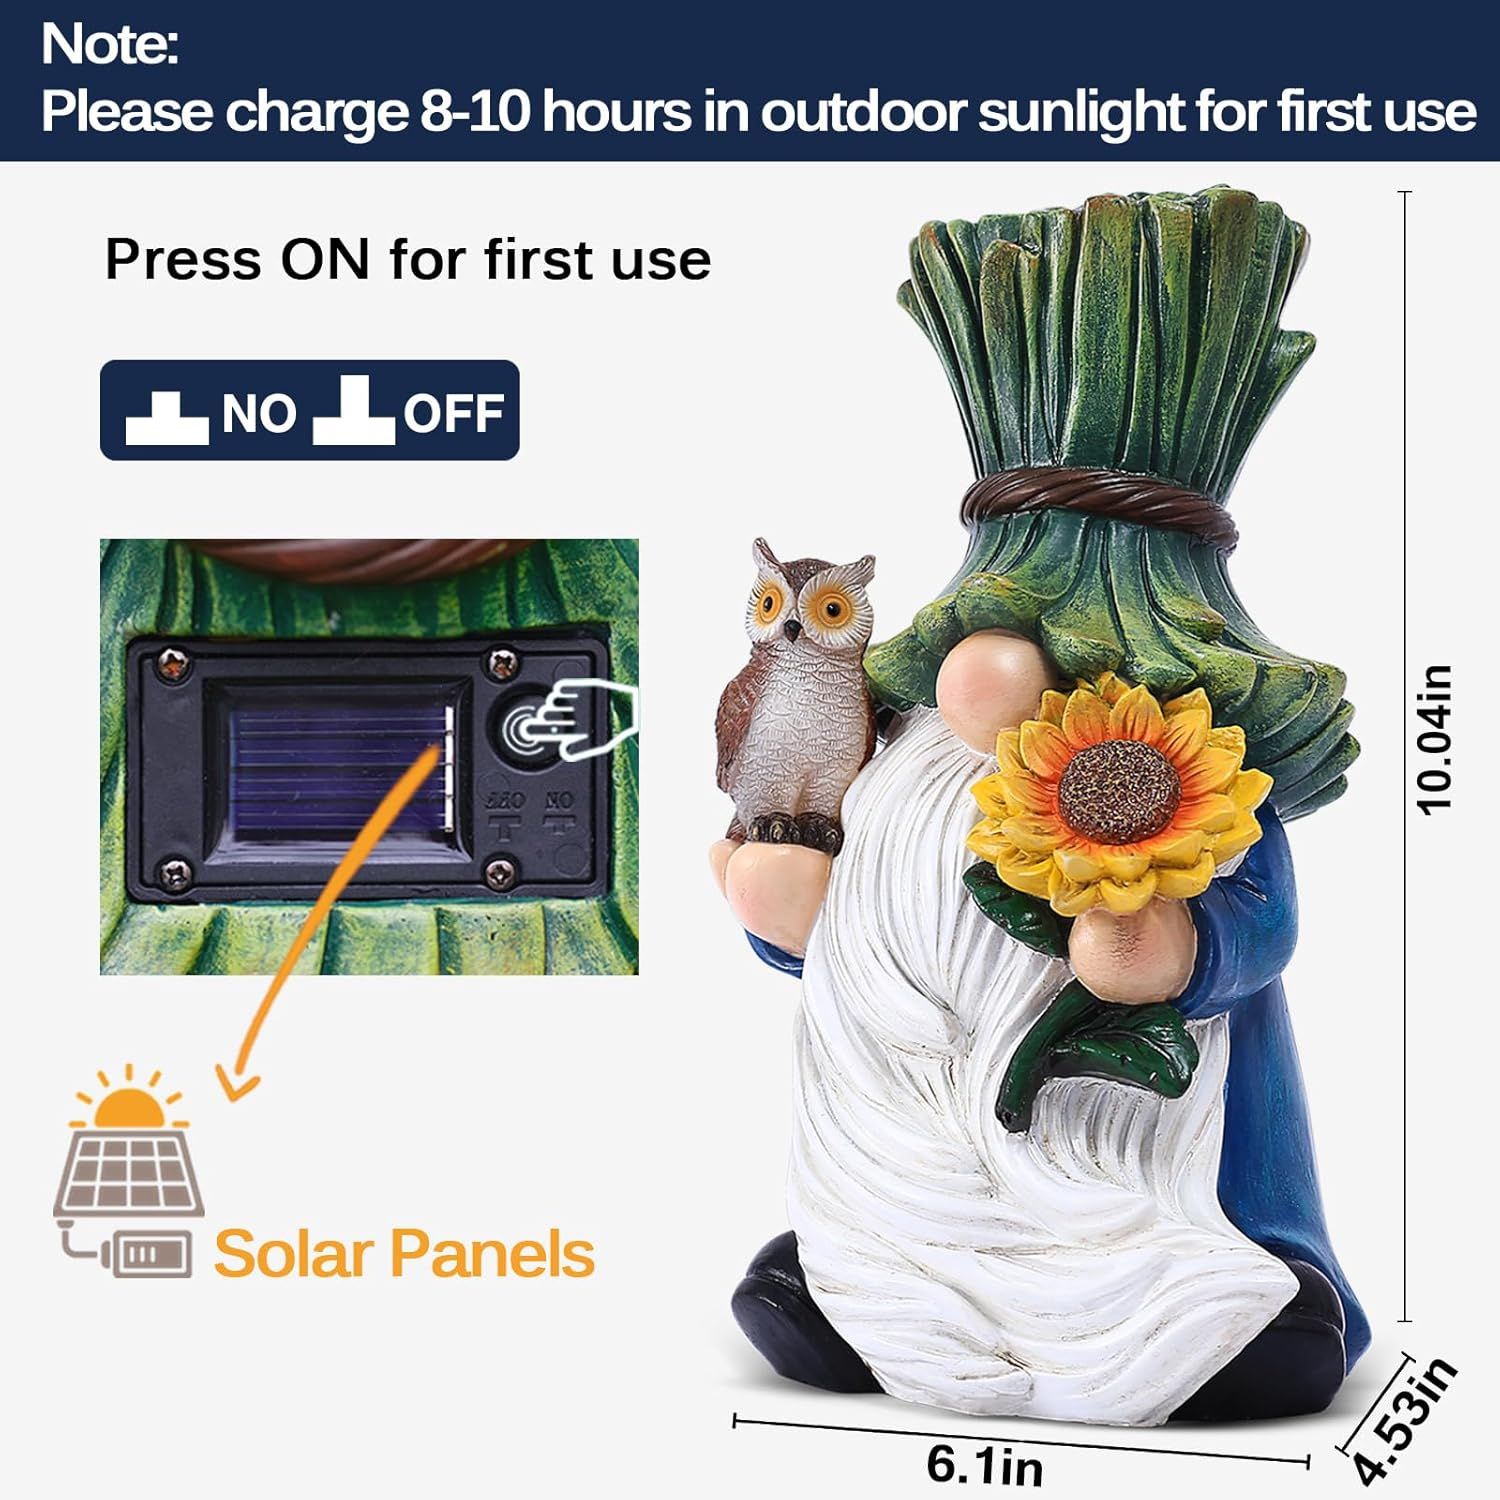 Note:
Please charge 8-10 hours in outdoor sunlight for first use
Press ON for first use
NO OFF
OFF ON
Solar Panels
10.04in
4.53in
6.1in